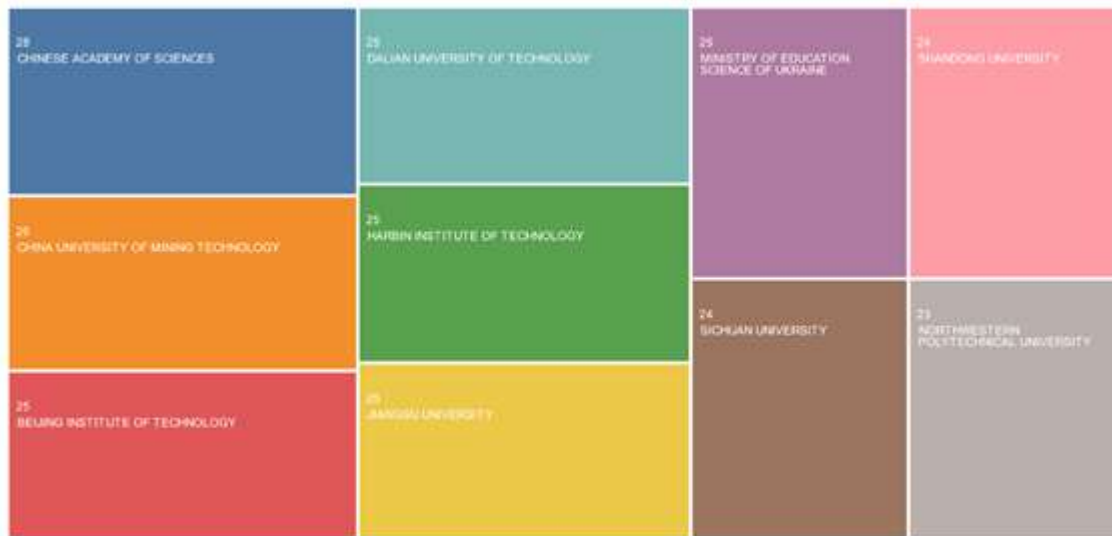 28
CHINESE ACADEMY OF SCIENCES
26
CHINA UNIVERSITY OF MINING TECHNOLOGY
25
BEIJING INSTITUTE OF TECHNOLOGY
25
DALIAN UNIVERSITY OF TECHNOLOGY
25
HARBIN INSTITUTE OF TECHNOLOGY
25
JIANGSU UNIVERSITY
25
MINISTRY OF EDUCATION
SCIENCE OF UKRAINE
24
SICHUAN UNIVERSITY
24
SHANDONG UNIVERSITY
23
NORTHWESTERN
POLYTECHNICAL UNIVERSITY